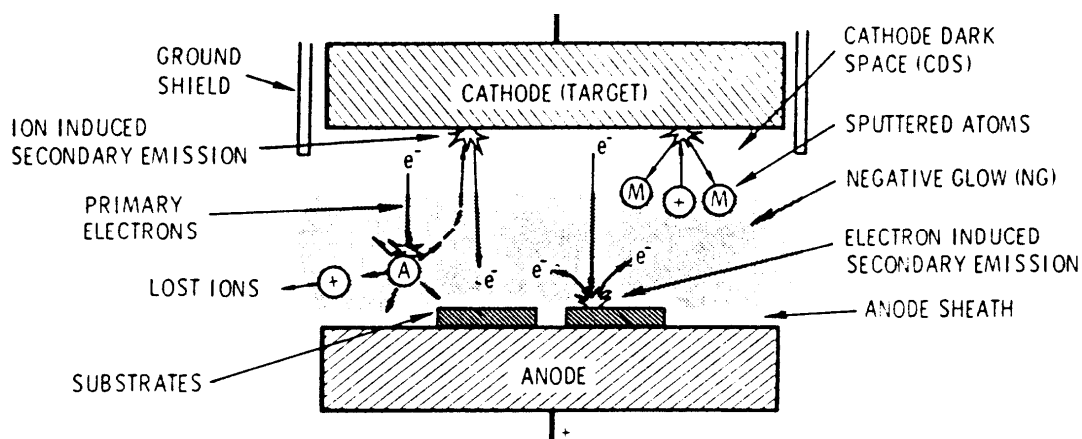 GROUND
SHIELD
CATHODE DARK
SPACE (CDS)
CATHODE (TARGET)
ION INDUCED
SECONDARY EMISSION
SPUTTERED ATOMS
e-
e-
M
+
M
NEGATIVE GLOW (NG)
PRIMARY
ELECTRONS
ELECTRON INDUCED
SECONDARY EMISSION
A
e-
e-
e-
LOST IONS
+
ANODE SHEATH
SUBSTRATES
ANODE
+